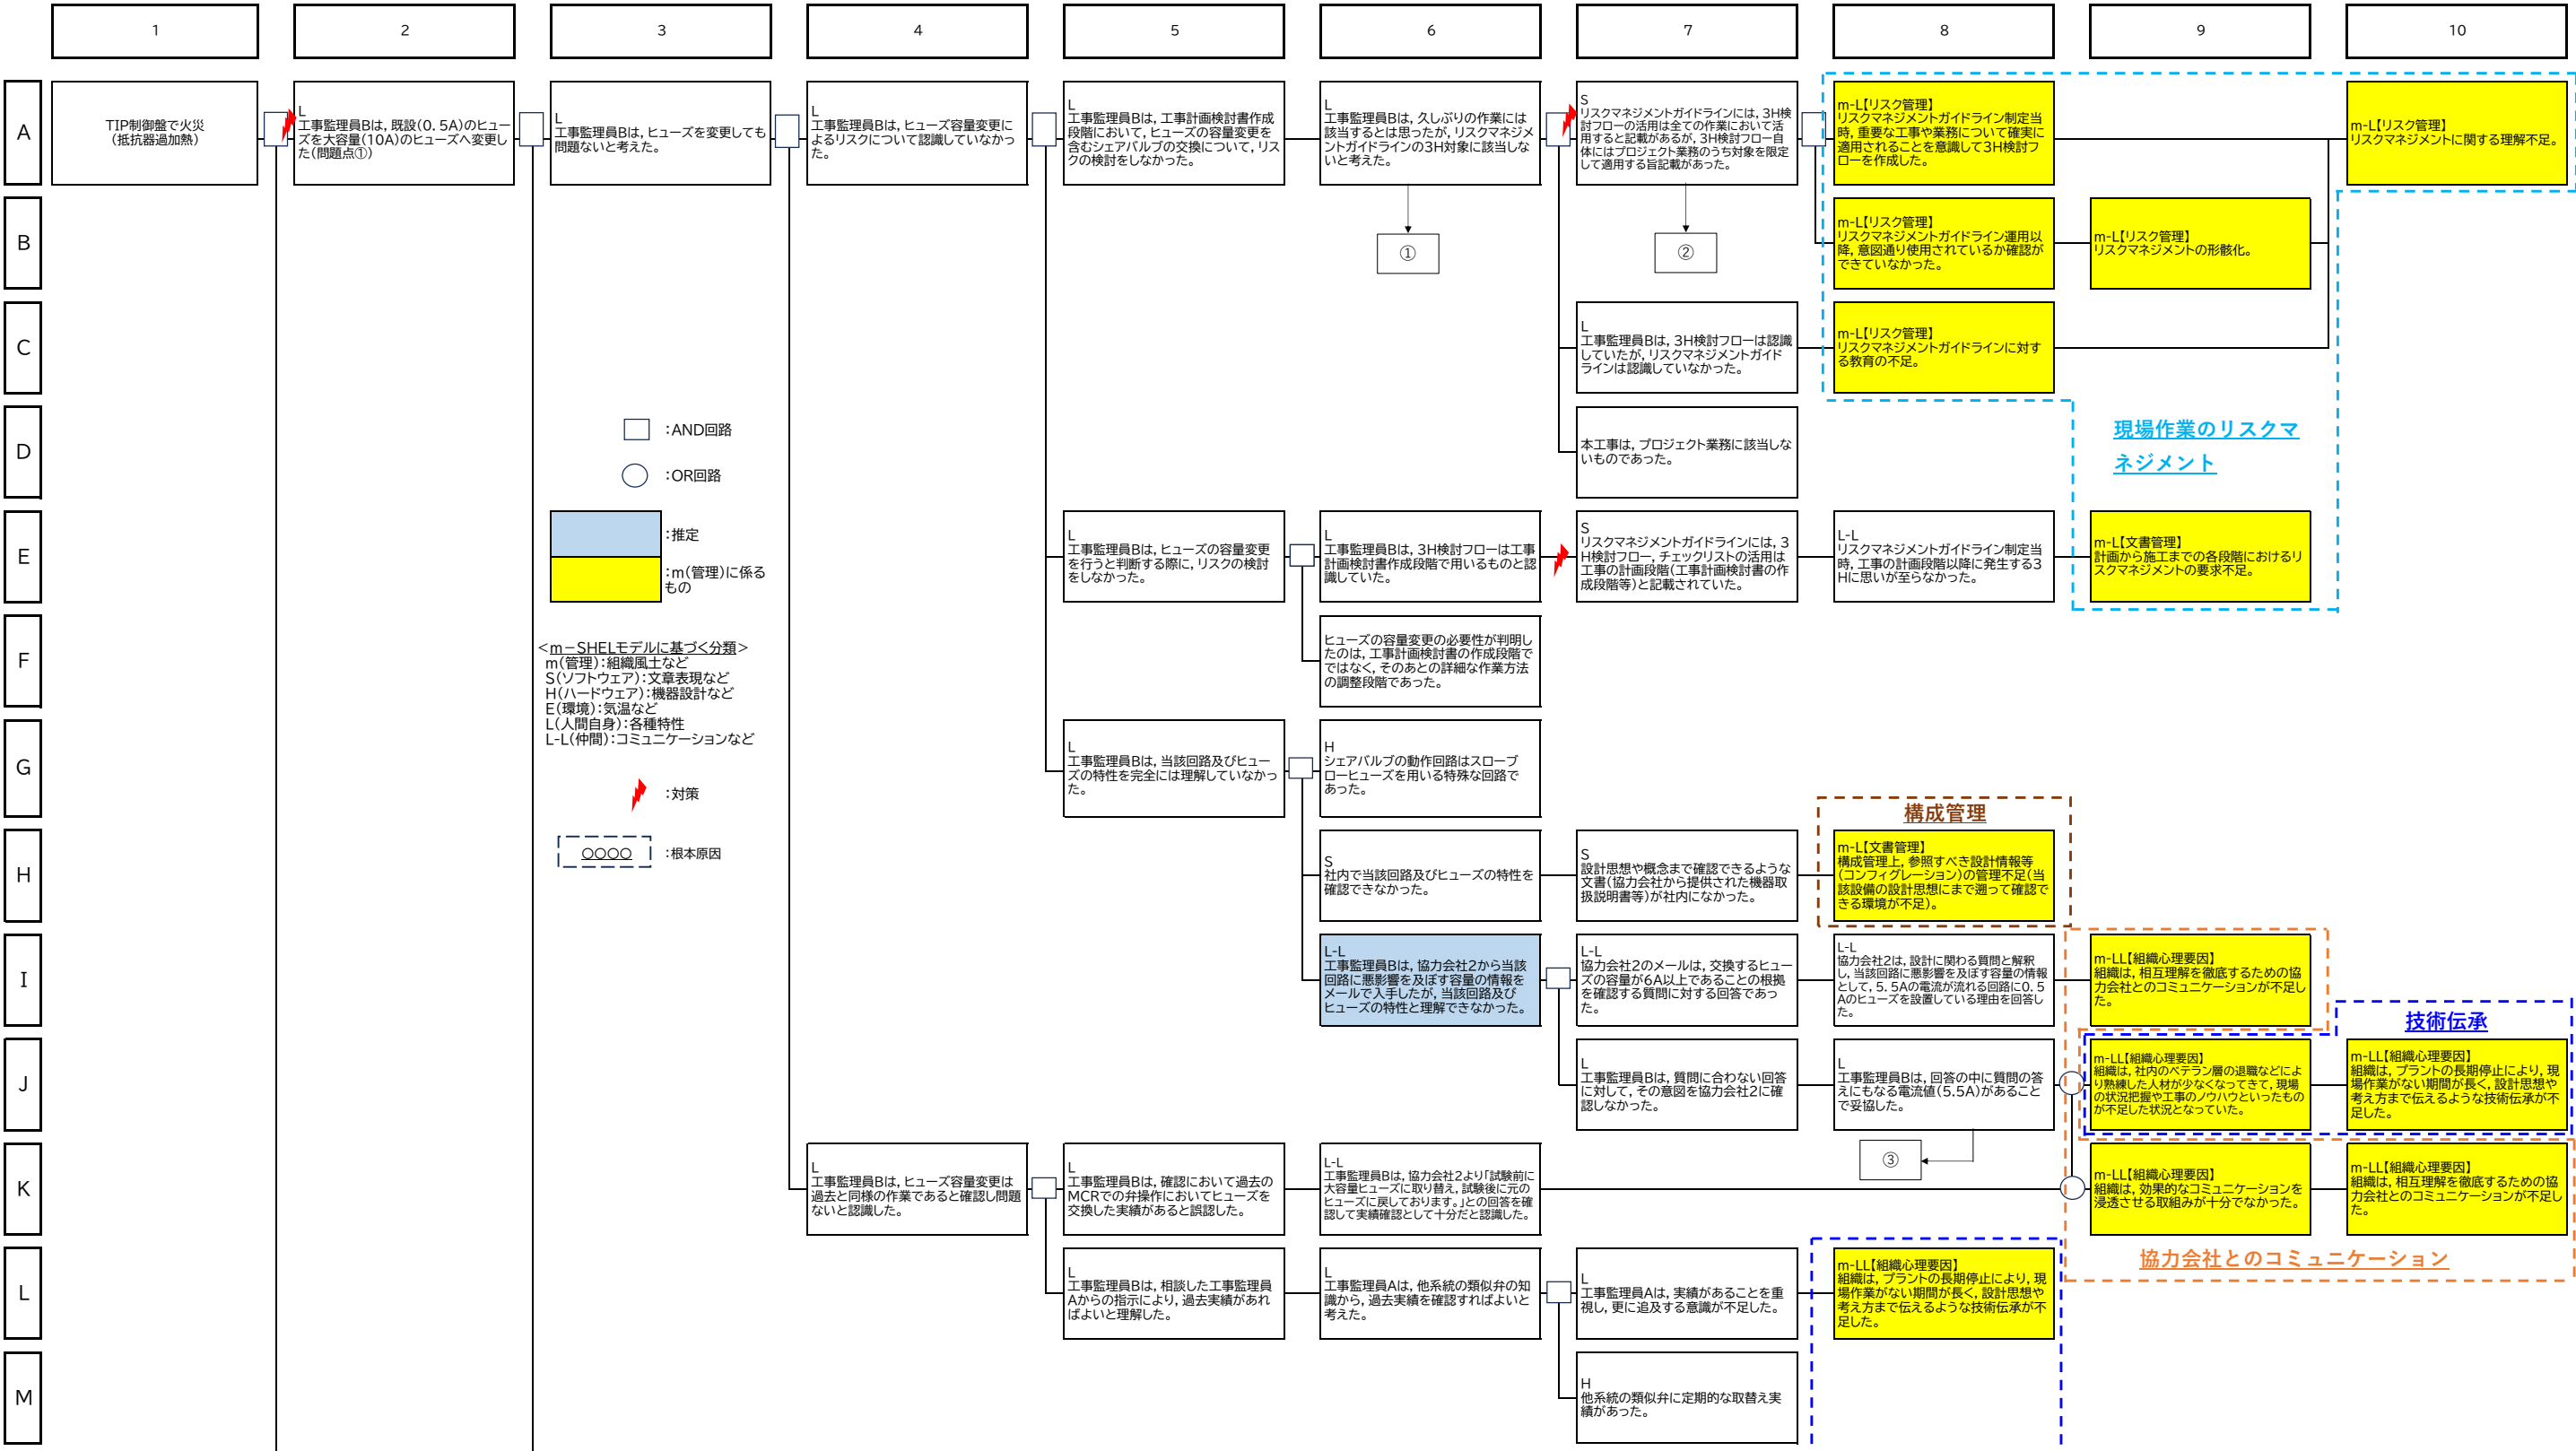 1
2
3
4
5
6
7
8
9
10
A
TIP制御盤で火災
(抵抗器過加熱)
L
工事監理員Bは,既設(0.5A)のヒュー
ズを大容量(10A)のヒューズへ変更し
た(問題点①)
L
工事監理員Bは,ヒューズを変更しても
問題ないと考えた。
L
工事監理員Bは,ヒューズ容量変更に
よるリスクについて認識していなかっ
た。
L
工事監理員Bは,工事計画検討書作成
段階において,ヒューズの容量変更を
含むシェアバルブの交換について,リス
クの検討をしなかった。
L
工事監理員Bは,久しぶりの作業には
該当するとは思ったが,リスクマネジメ
ントガイドラインの3H対象に該当しな
いと考えた。
S
リスクマネジメントガイドラインには,3H検
討フローの活用は全ての作業において活
用すると記載があるが,3H検討フロー自
体にはプロジェクト業務のうち対象を限定
して適用する旨記載があった。
m-L【リスク管理】
リスクマネジメントガイドライン制定当
時,重要な工事や業務について確実に
適用されることを意識して3H検討フ
ローを作成した。
m-L【リスク管理】
リスクマネジメントに関する理解不足。
B
①
②
m-L【リスク管理】
リスクマネジメントガイドライン運用以
降,意図通り使用されているか確認が
できていなかった。
m-L【リスク管理】
リスクマネジメントの形骸化。
C
L
工事監理員Bは,3H検討フローは認識
していたが,リスクマネジメントガイド
ラインは認識していなかった。
m-L【リスク管理】
リスクマネジメントガイドラインに対す
る教育の不足。
D
:AND回路
:OR回路
本工事は,プロジェクト業務に該当しな
いものであった。
現場作業のリスクマ
ネジメント
E
:推定
:m(管理)に係る
もの
L
工事監理員Bは,ヒューズの容量変更
を行うと判断する際に,リスクの検討
をしなかった。
L
工事監理員Bは,3H検討フローは工事
計画検討書作成段階で用いるものと認
識していた。
S
リスクマネジメントガイドラインには,3
H検討フロー,チェックリストの活用は
工事の計画段階(工事計画検討書の作
成段階等)と記載されていた。
L-L
リスクマネジメントガイドライン制定当
時,工事の計画段階以降に発生する3
Hに思いが至らなかった。
m-L【文書管理】
計画から施工までの各段階におけるリ
スクマネジメントの要求不足。
F
<m-SHELモデルに基づく分類>
m(管理):組織風土など
S(ソフトウェア):文章表現など
H(ハードウェア):機器設計など
E(環境):気温など
L(人間自身):各種特性
L-L(仲間):コミュニケーションなど
ヒューズの容量変更の必要性が判明し
たのは,工事計画検討書の作成段階で
ではなく,そのあとの詳細な作業方法
の調整段階であった。
G
:対策
L
工事監理員Bは,当該回路及びヒュー
ズの特性を完全には理解していなかっ
た。
H
シェアバルブの動作回路はスローブ
ローヒューズを用いる特殊な回路で
あった。
構成管理
H
〇〇〇〇
:根本原因
S
社内で当該回路及びヒューズの特性を
確認できなかった。
S
設計思想や概念まで確認できるような
文書(協力会社から提供された機器取
扱説明書等)が社内になかった。
m-L【文書管理】
構成管理上,参照すべき設計情報等
(コンフィグレーション)の管理不足(当
該設備の設計思想にまで遡って確認で
きる環境が不足)。
I
L-L
工事監理員Bは,協力会社2から当該
回路に悪影響を及ぼす容量の情報を
メールで入手したが,当該回路及び
ヒューズの特性と理解できなかった。
L-L
協力会社2のメールは,交換するヒュー
ズの容量が6A以上であることの根拠
を確認する質問に対する回答であっ
た。
L-L
協力会社2は,設計に関わる質問と解釈
し,当該回路に悪影響を及ぼす容量の情報
として,5.5Aの電流が流れる回路に0.5
Aのヒューズを設置している理由を回答し
た。
m-LL【組織心理要因】
組織は,相互理解を徹底するための協
力会社とのコミュニケーションが不足し
た。
技術伝承
J
L
工事監理員Bは,質問に合わない回答
に対して,その意図を協力会社2に確
認しなかった。
L
工事監理員Bは,回答の中に質問の答
えにもなる電流値(5.5A)があること
で妥協した。
m-LL【組織心理要因】
組織は,社内のベテラン層の退職などによ
り熟練した人材が少なくなってきて,現場
の状況把握や工事のノウハウといったもの
が不足した状況となっていた。
m-LL【組織心理要因】
組織は,プラントの長期停止により,現
場作業がない期間が長く,設計思想や
考え方まで伝えるような技術伝承が不
足した。
K
L
工事監理員Bは,ヒューズ容量変更は
過去と同様の作業であると確認し問題
ないと認識した。
L
工事監理員Bは,確認において過去の
MCRでの弁操作においてヒューズを
交換した実績があると誤認した。
L-L
工事監理員Bは,協力会社2より「試験前に
大容量ヒューズに取り替え,試験後に元の
ヒューズに戻しております。」との回答を確
認して実績確認として十分だと認識した。
③
m-LL【組織心理要因】
組織は,効果的なコミュニケーションを
浸透させる取組みが十分でなかった。
m-LL【組織心理要因】
組織は,相互理解を徹底するための協
力会社とのコミュニケーションが不足し
た。
L
L
工事監理員Bは,相談した工事監理員
Aからの指示により,過去実績があれ
ばよいと理解した。
L
工事監理員Aは,他系統の類似弁の知
識から,過去実績を確認すればよいと
考えた。
L
工事監理員Aは,実績があることを重
視し,更に追及する意識が不足した。
m-LL【組織心理要因】
組織は,プラントの長期停止により,現
場作業がない期間が長く,設計思想や
考え方まで伝えるような技術伝承が不
足した。
協力会社とのコミュニケーション
M
H
他系統の類似弁に定期的な取替え実
績があった。